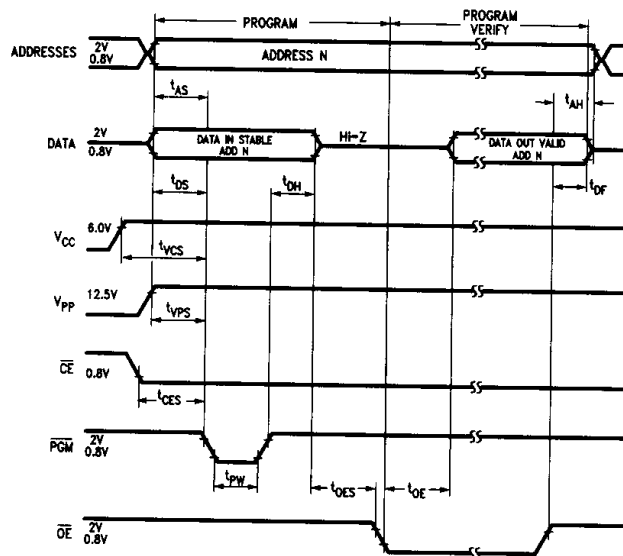 PROGRAM
PROGRAM VERIFY
ADDRESSES
2V
0.8V
ADDRESS N
tAS
tAH
DATA
2V
0.8V
DATA IN STABLE
ADD N
Hi-Z
DATA OUT VALID
ADD N
tDS
tDH
tDF
VCC
6.0V
tVCS
VPP
12.5V
tVPS
CE
0.8V
tCES
PGM
2V
0.8V
tPW
tOES
tOE
OE
2V
0.8V